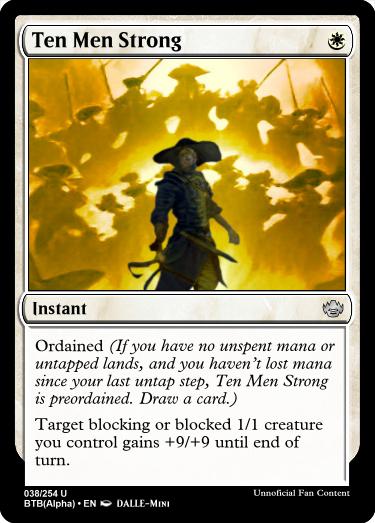 Ten Men Strong
Instant
Ordained (If you have no unspent mana or
untapped lands, and you haven't lost mana
since your last untap step, Ten Men Strong
is preordained. Draw a card.)
Target blocking or blocked 1/1 creature
you control gains +9/+9 until end of
turn.
038/254 U
BTB(Alpha) • EN DALLE-Mini
Unofficial Fan Content